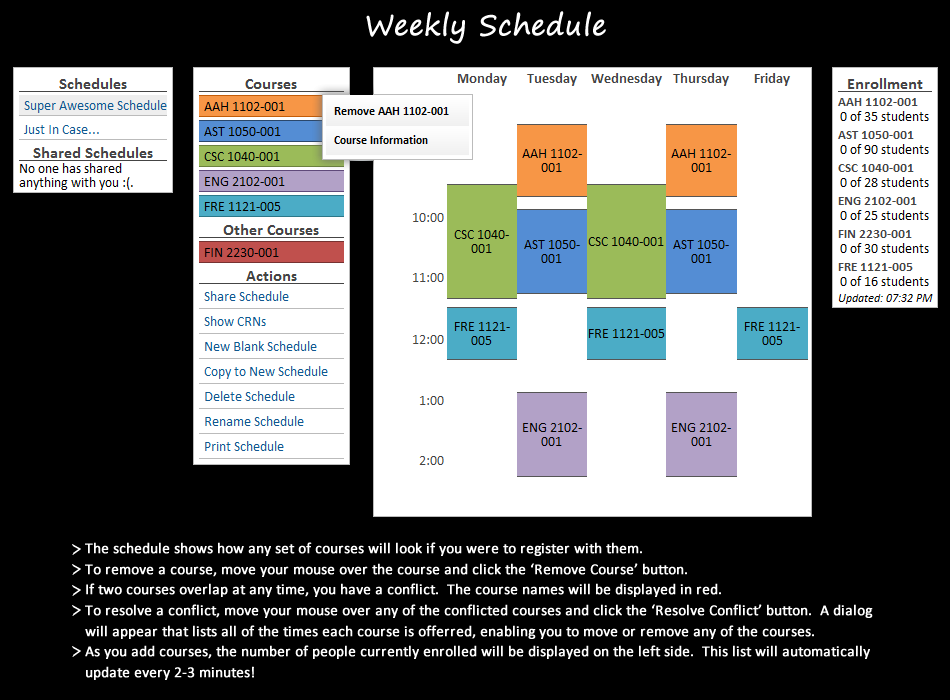 Weekly Schedule
Schedules
Super Awesome Schedule
Just In Case...
Shared Schedules
No one has shared
anything with you :(.
Courses
AAH 1102-001
AST 1050-001
CSC 1040-001
ENG 2102-001
FRE 1121-005
Other Courses
FIN 2230-001
Actions
Share Schedule
Show CRNs
New Blank Schedule
Copy to New Schedule
Delete Schedule
Rename Schedule
Print Schedule
Remove AAH 1102-001
Course Information
Monday Tuesday Wednesday Thursday Friday
AAH 1102-
001
AAH 1102-
001
10:00
CSC 1040-
001
AST 1050-
001
CSC 1040-001
AST 1050-
001
11:00
FRE 1121-
005
FRE 1121-005
FRE 1121-
005
12:00
1:00
ENG 2102-
001
ENG 2102-
001
2:00
Enrollment
AAH 1102-001
0 of 35 students
AST 1050-001
0 of 90 students
CSC 1040-001
0 of 28 students
ENG 2102-001
0 of 25 students
FIN 2230-001
0 of 30 students
FRE 1121-005
0 of 16 students
Updated: 07:32 PM
> The schedule shows how any set of courses will look if you were to register with them.
> To remove a course, move your mouse over the course and click the ‘Remove Course’ button.
> If two courses overlap at any time, you have a conflict.  The course names will be displayed in red.
> To resolve a conflict, move your mouse over any of the conflicted courses and click the ‘Resolve Conflict’ button.  A dialog
will appear that lists all of the times each course is offerred, enabling you to move or remove any of the courses.
> As you add courses, the number of people currently enrolled will be displayed on the left side.  This list will automatically
update every 2-3 minutes!